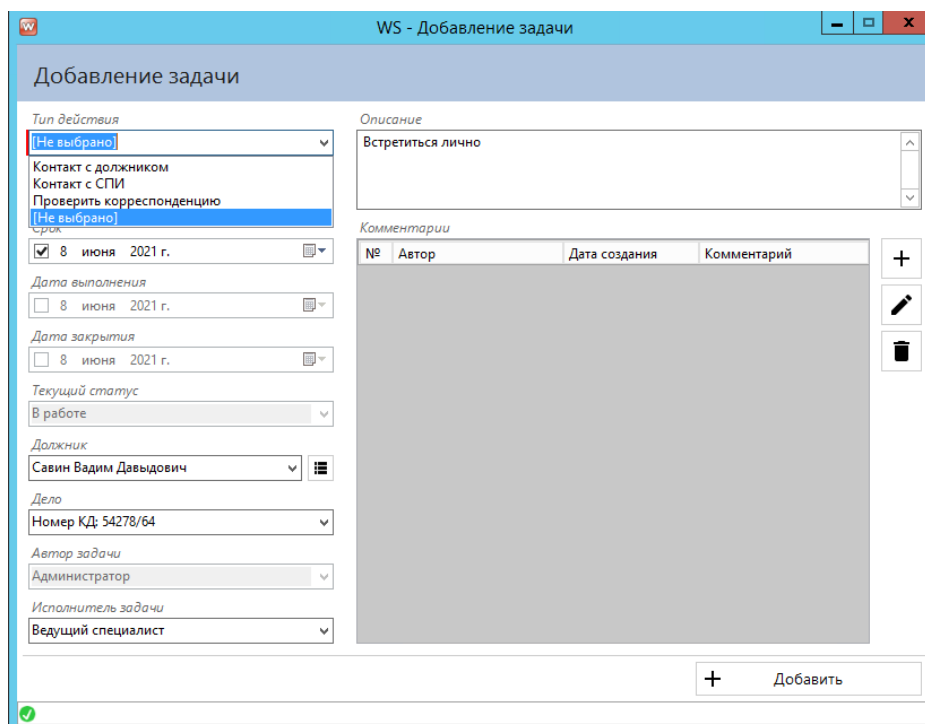 WS - Добавление задачи
Добавление задачи
Тип действия
[Не выбрано]
Контакт с должником
Контакт с СПИ
Проверить корреспонденцию
[Не выбрано]
Срок
8 июня 2021 г.
Дата выполнения
8 июня 2021 г.
Дата закрытия
8 июня 2021 г.
Текущий статус
В работе
Должник
Савин Вадим Давыдович
Дело
Номер КД: 54278/64
Автор задачи
Администратор
Исполнитель задачи
Ведущий специалист
Описание
Встретиться лично
Комментарии
№ Автор Дата создания Комментарий
Добавить